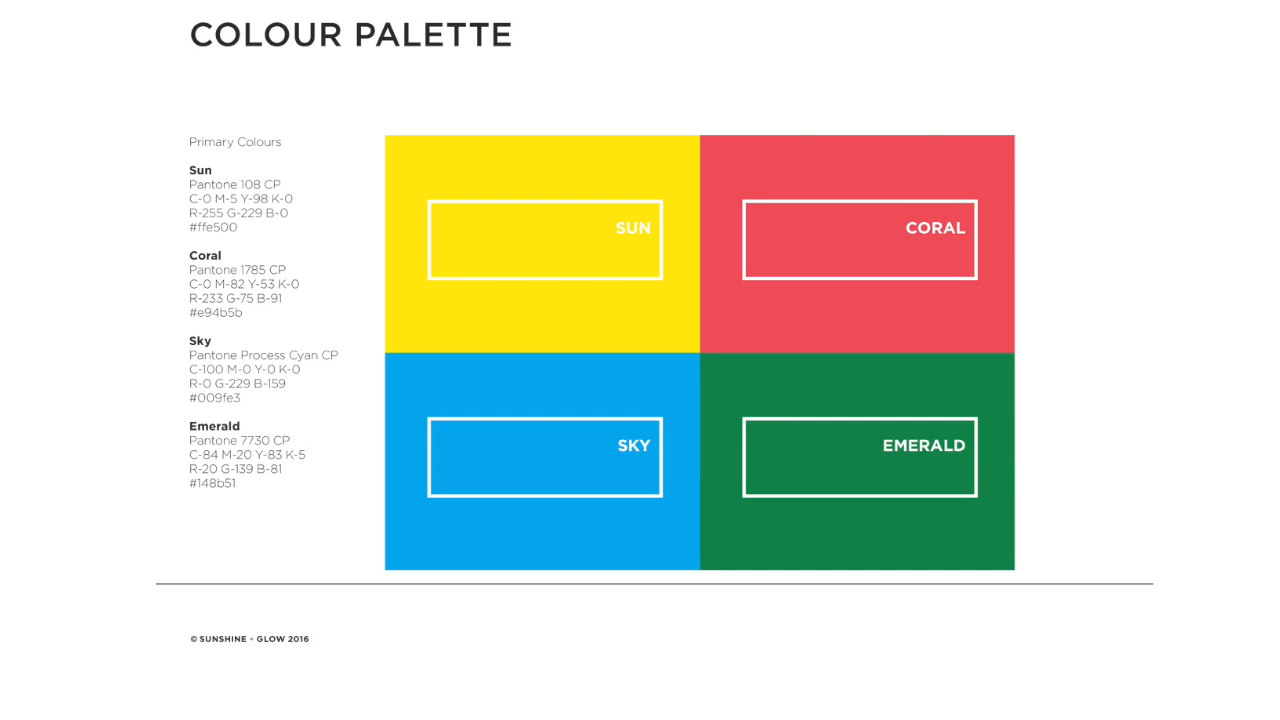 COLOUR PALETTE
Primary Colours
Sun
Pantone 108 CP
C-0 M-5 Y-98 K-0
R-255 G-229 B-0
#ffe500
Coral
Pantone 1785 CP
C-0 M-82 Y-53 K-0
R-233 G-75 B-91
#e94b5b
Sky
Pantone Process Cyan CP
C-100 M-0 Y-0 K-0
R-0 G-229 B-159
#009fe3
Emerald
Pantone 7730 CP
C-84 M-20 Y-83 K-5
R-20 G-139 B-81
#148b51
SUN
CORAL
SKY
EMERALD
© SUNSHINE + GLOW 2016